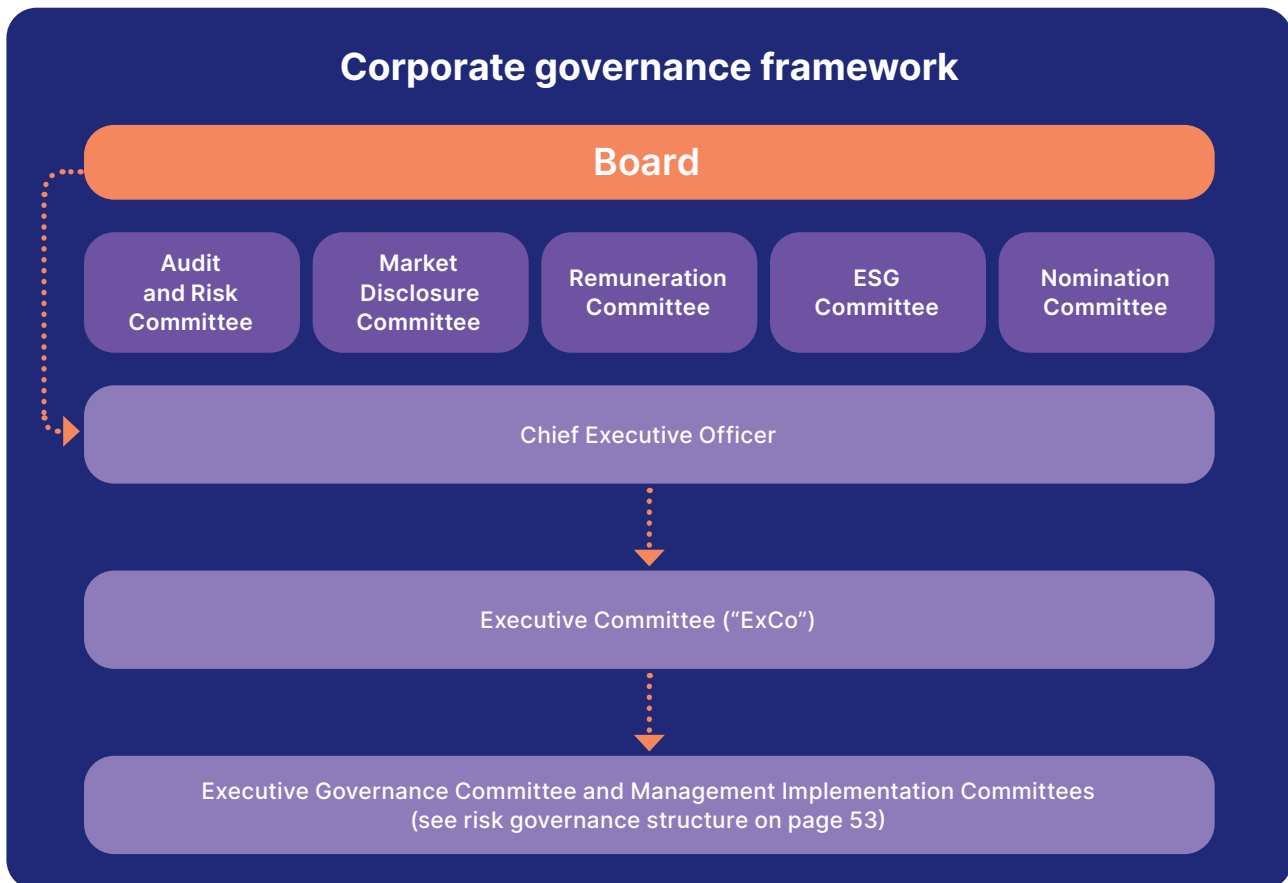 Corporate governance framework
Board
Audit
and Risk
Committee
Market
Disclosure
Committee
Remuneration
Committee
ESG
Committee
Nomination
Committee
Chief Executive Officer
Executive Committee (“ExCo”)
Executive Governance Committee and Management Implementation Committees
(see risk governance structure on page 53)